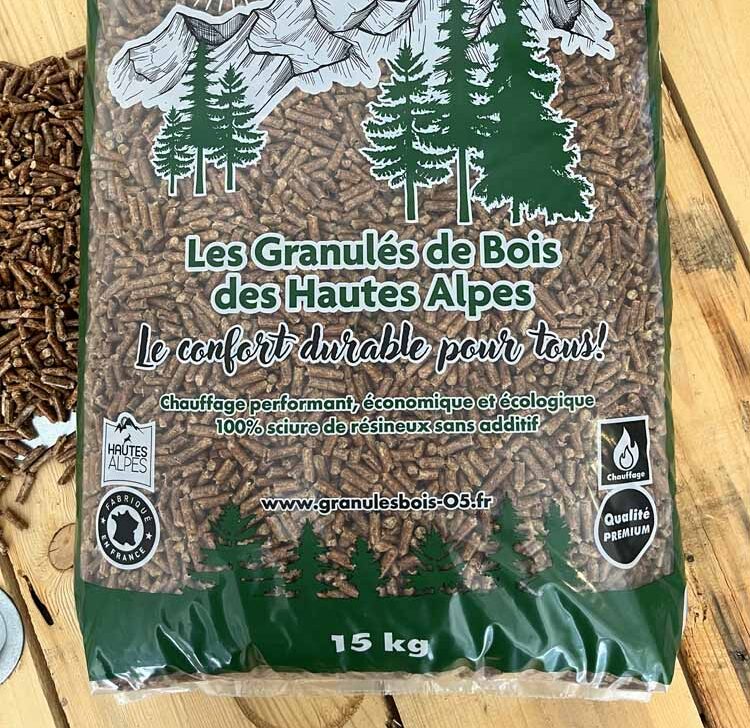 Les Granulés de Bois
des Hautes Alpes
Le confort durable pour tous!
Chauffage performant, économique et écologique
100% sciure de résineux sans additif
HAUTES
ALPES
Chauffage
www.granulesbois-05.fr
FABRIQUÉ
EN FRANCE
Qualité
PREMIUM
15 kg